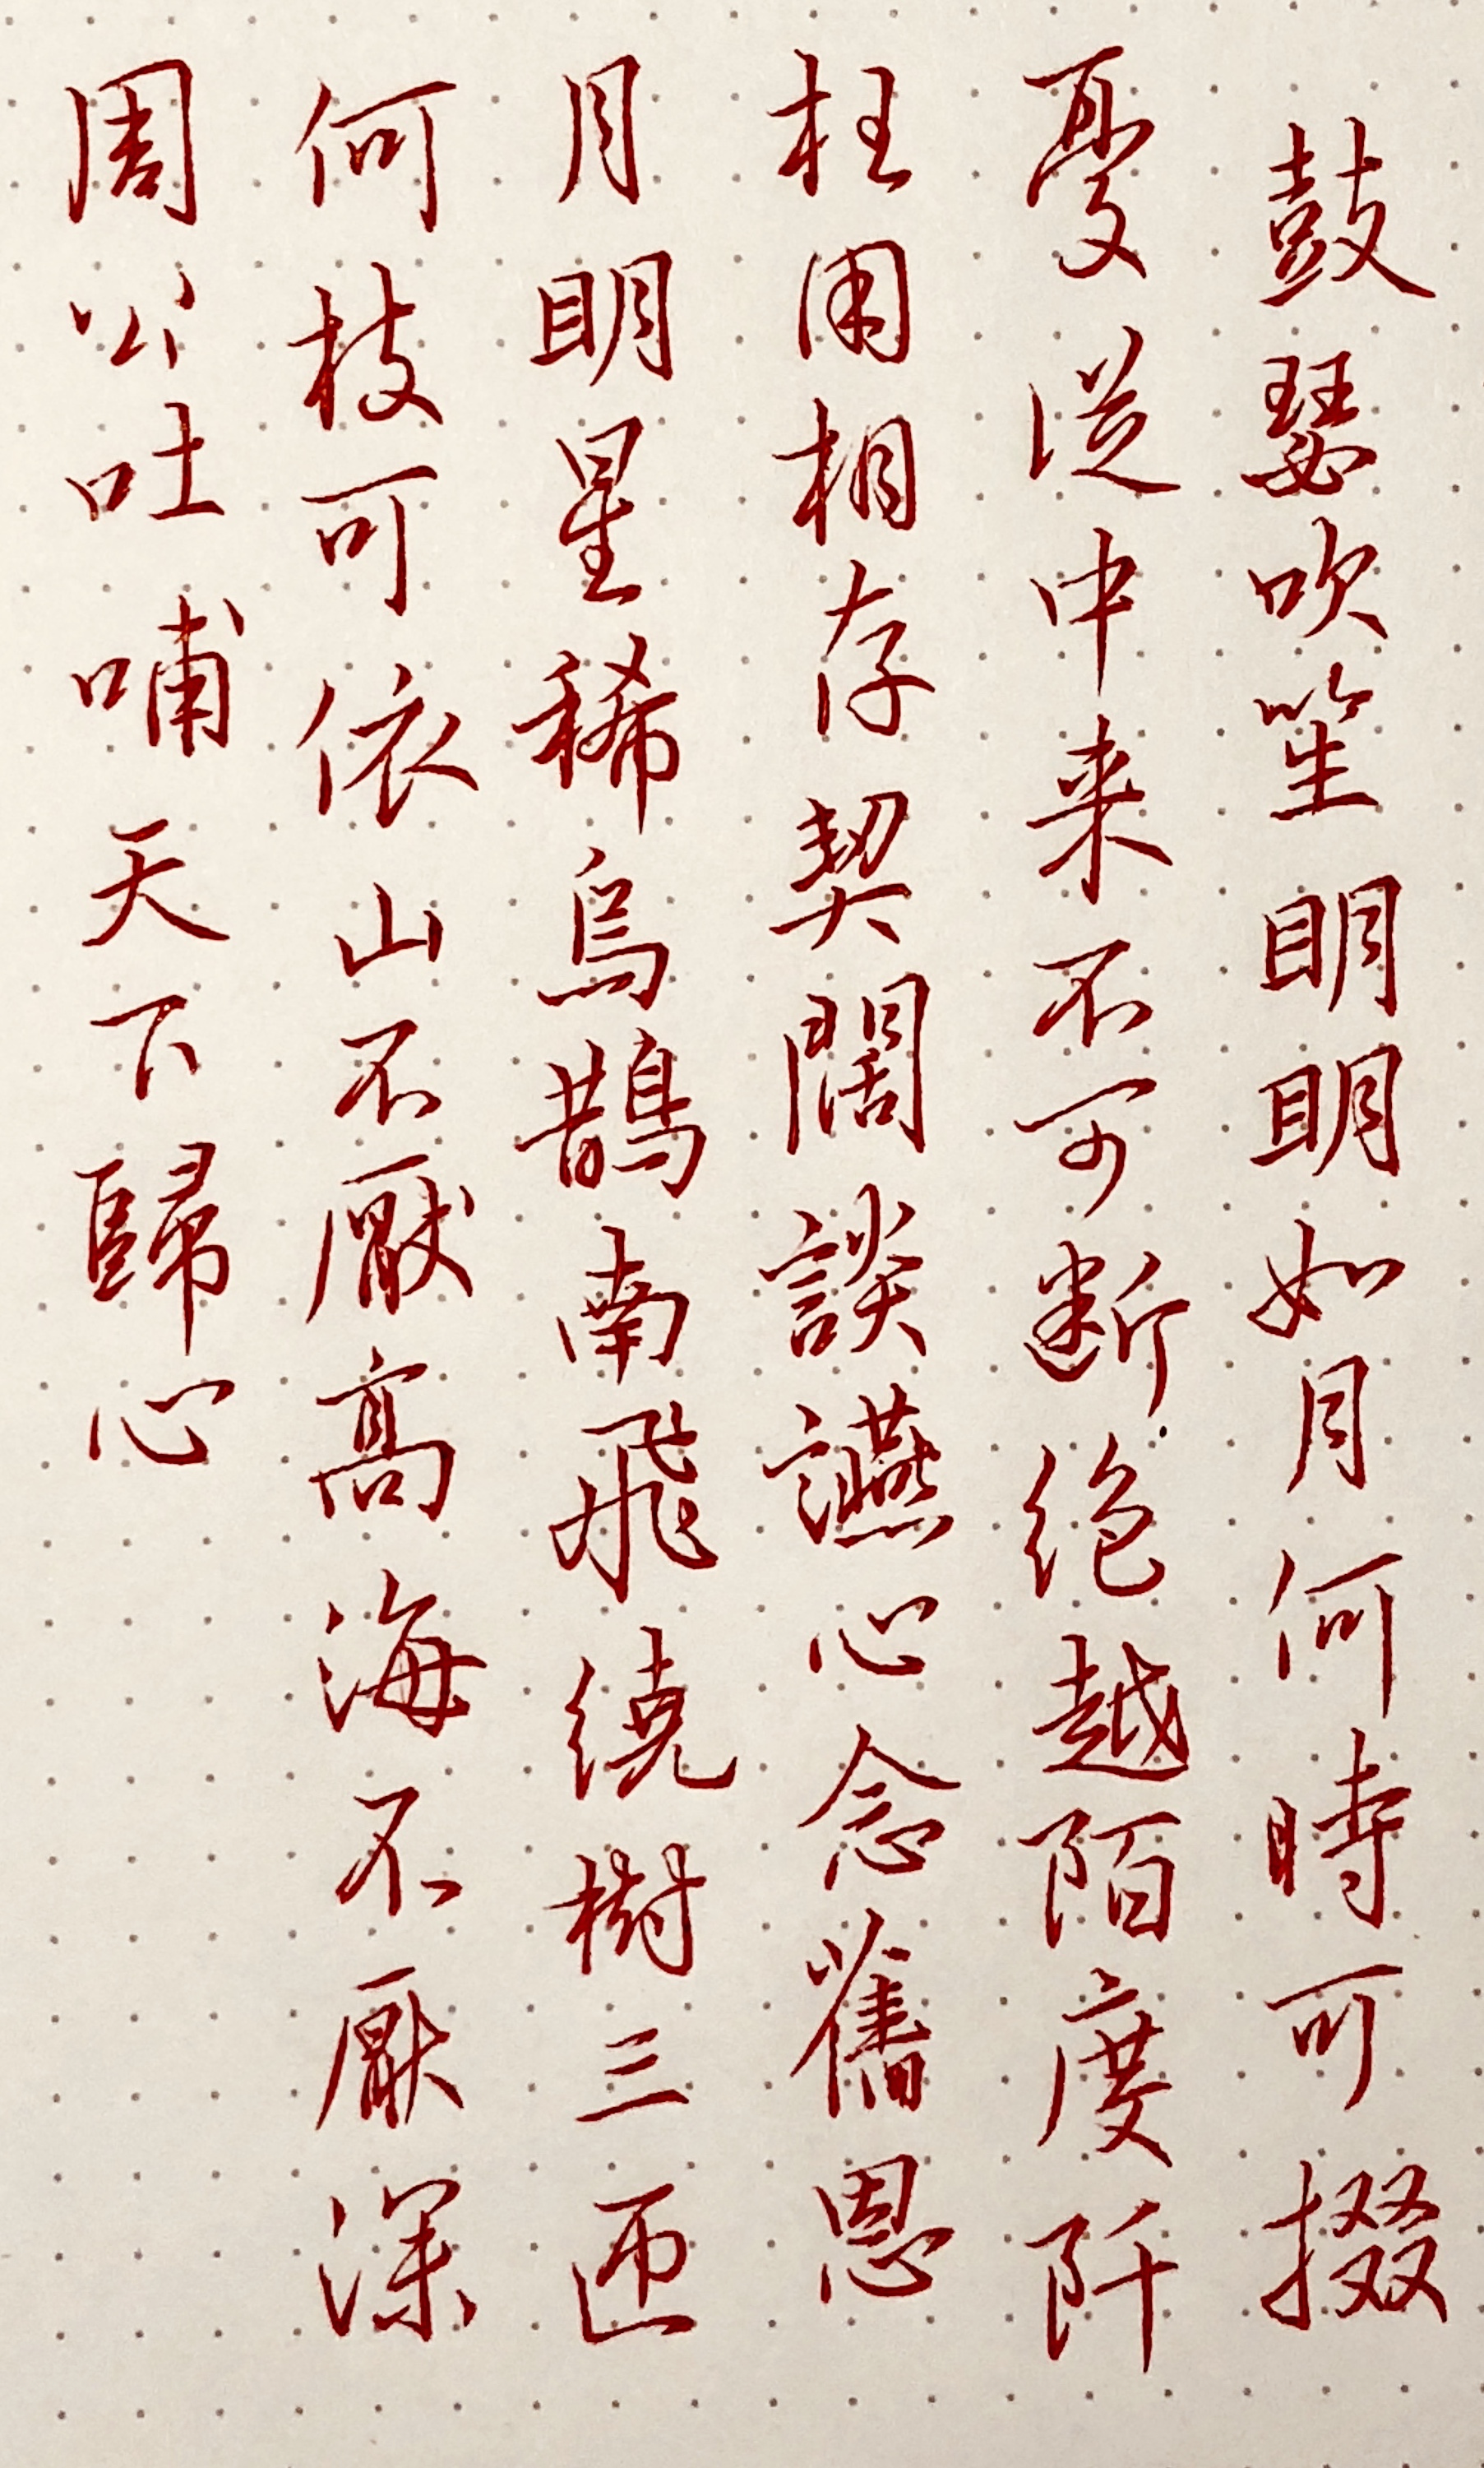 鼓瑟吹笙明明如月何時可掇
憂從中来不可断絶越陌度阡
枉用相存契闊談讌心念舊恩
月明星稀烏鵲南飛繞樹三匝
何枝可依山不厭高海不厭深
周公吐哺天下歸心